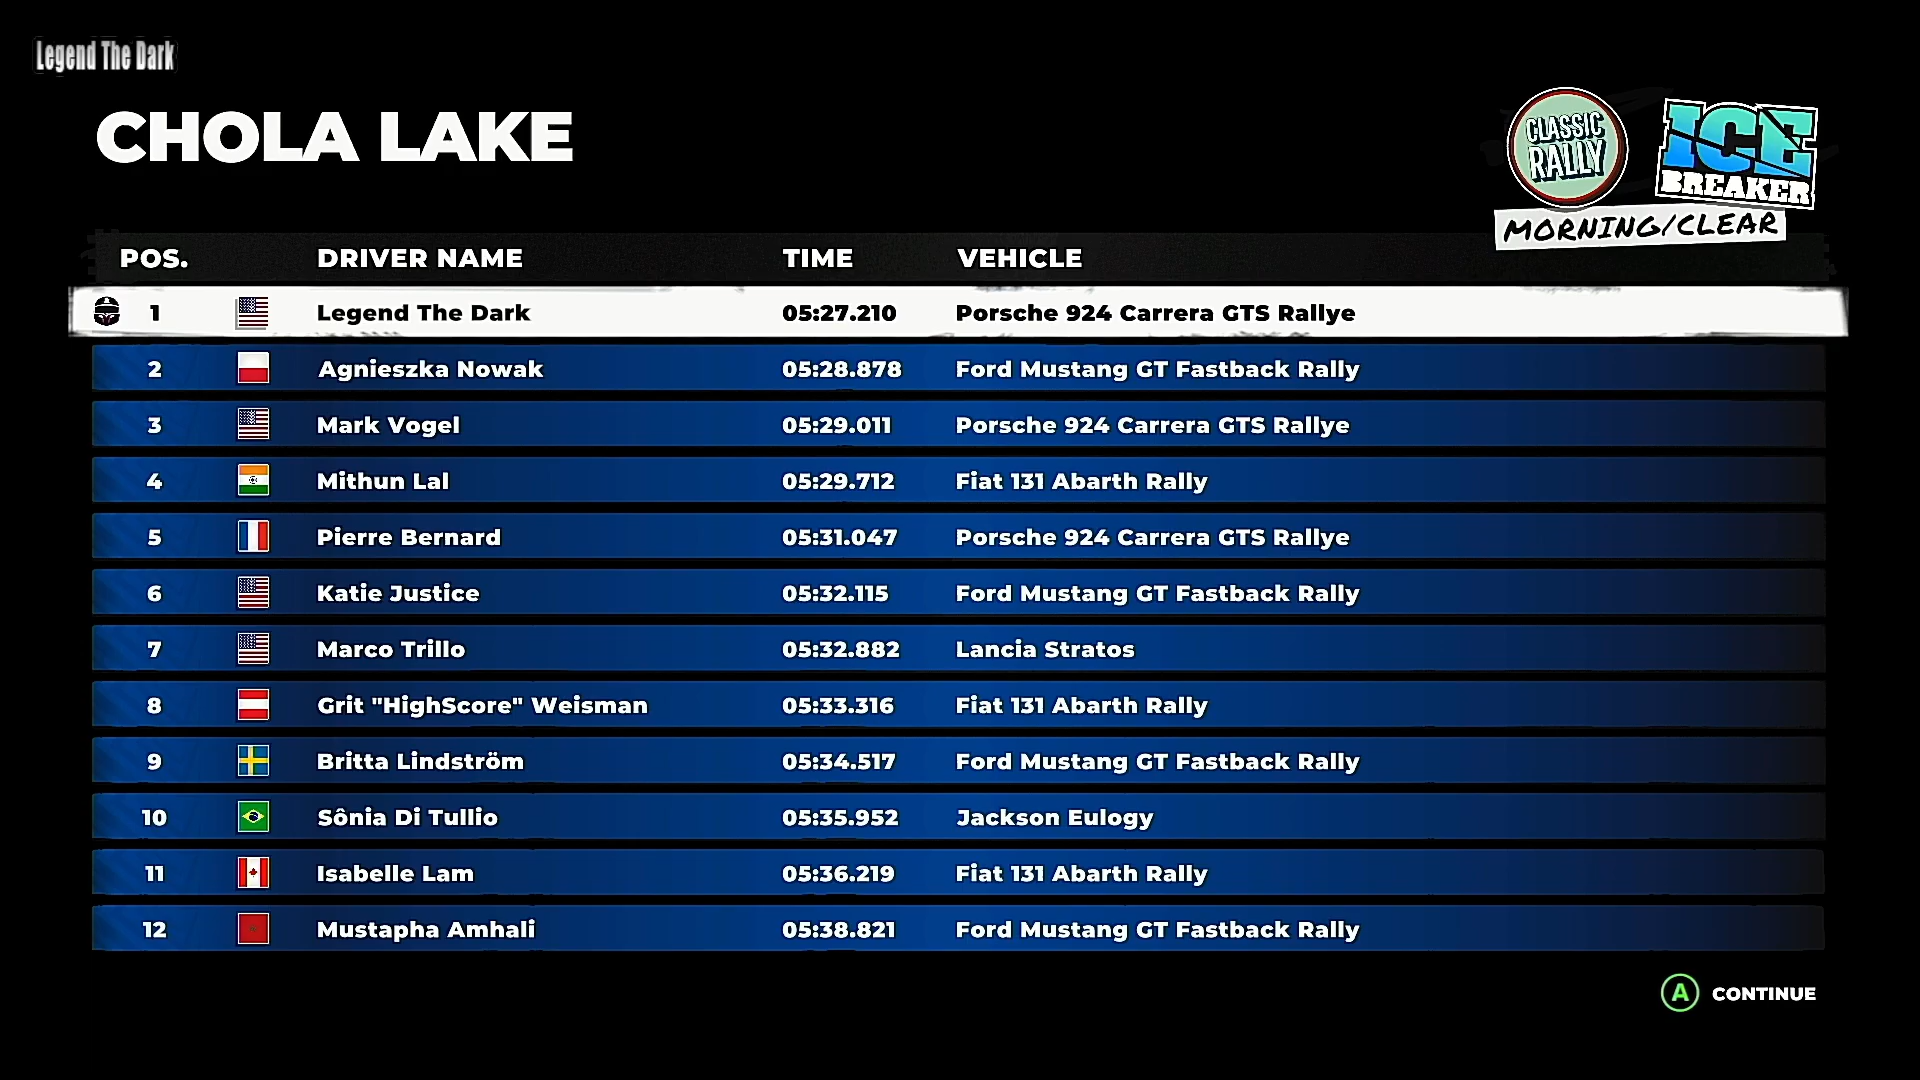 Legend The Dark
CHOLA LAKE
CLASSIC
RALLY
ICE
BREAKER
MORNING/CLEAR
POS. DRIVER NAME TIME VEHICLE
1 Legend The Dark 05:27.210 Porsche 924 Carrera GTS Rallye
2 Agnieszka Nowak 05:28.878 Ford Mustang GT Fastback Rally
3 Mark Vogel 05:29.011 Porsche 924 Carrera GTS Rallye
4 Mithun Lal 05:29.712 Fiat 131 Abarth Rally
5 Pierre Bernard 05:31.047 Porsche 924 Carrera GTS Rallye
6 Katie Justice 05:32.115 Ford Mustang GT Fastback Rally
7 Marco Trillo 05:32.882 Lancia Stratos
8 Grit "HighScore" Weisman 05:33.316 Fiat 131 Abarth Rally
9 Britta Lindström 05:34.517 Ford Mustang GT Fastback Rally
10 Sônia Di Tullio 05:35.952 Jackson Eulogy
11 Isabelle Lam 05:36.219 Fiat 131 Abarth Rally
12 Mustapha Amhali 05:38.821 Ford Mustang GT Fastback Rally
A CONTINUE